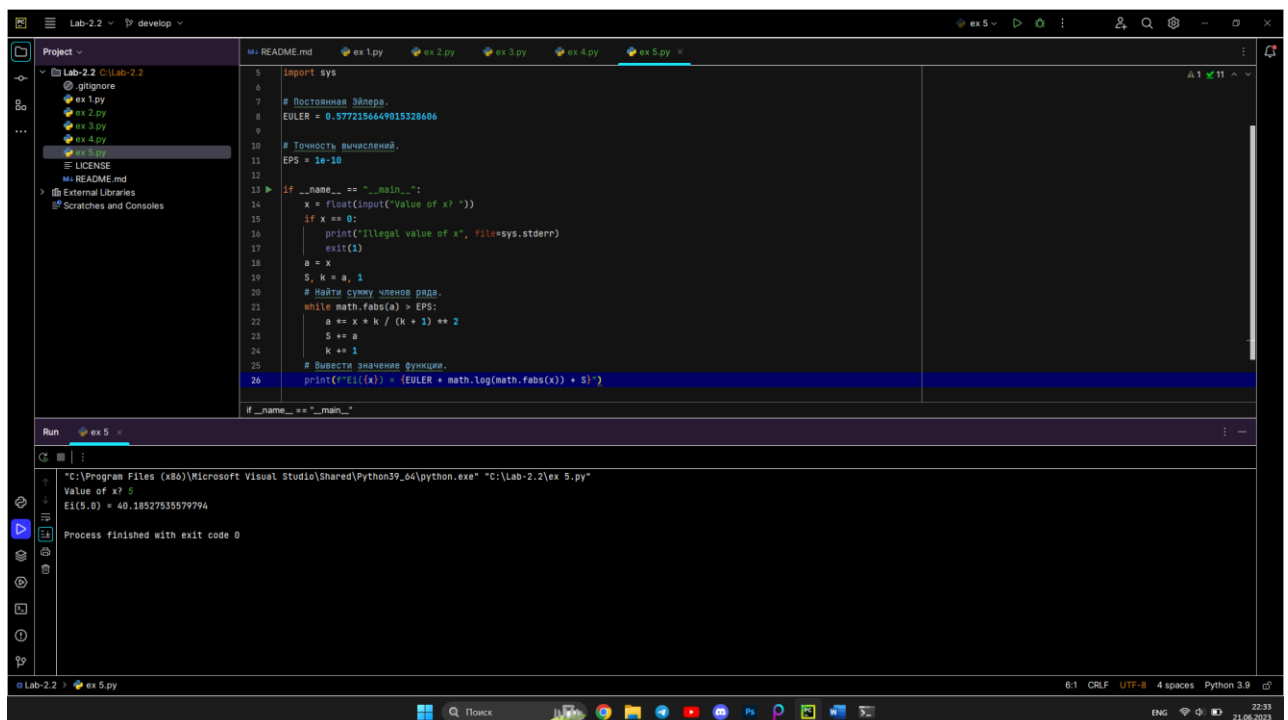 PC Lab-2.2 develop ex 5
Project
README.md ex 1.py ex 2.py ex 3.py ex 4.py ex 5.py
Lab-2.2 C:\Lab-2.2
.gitignore
ex 1.py
ex 2.py
ex 3.py
ex 4.py
ex 5.py
LICENSE
README.md
External Libraries
Scratches and Consoles
1 11
5 import sys
6
7 # Постоянная Эйлера.
8 EULER = 0.5772156649015328606
9
10 # Точность вычислений.
11 EPS = 1e-10
12
13 if __name__ == "__main__":
14 x = float(input("Value of x? "))
15 if x == 0:
16 print("Illegal value of x", file=sys.stderr)
17 exit(1)
18 a = x
19 S, k = a, 1
20 # Найти сумму членов ряда.
21 while math.fabs(a) > EPS:
22 a *= x * k / (k + 1) ** 2
23 S += a
24 k += 1
25 # Вывести значение функции.
26 print(f"Ei({x}) = {EULER + math.log(math.fabs(x)) + S}")
if __name__ == "__main__"
Run ex 5
"C:\Program Files (x86)\Microsoft Visual Studio\Shared\Python39_64\python.exe" "C:\Lab-2.2\ex 5.py"
Value of x? 5
Ei(5.0) = 40.18527535579794
Process finished with exit code 0
Lab-2.2 > ex 5.py 6:1 CRLF UTF-8 4 spaces Python 3.9
Поиск Ps PC W ENG 22:33
21.06.2023